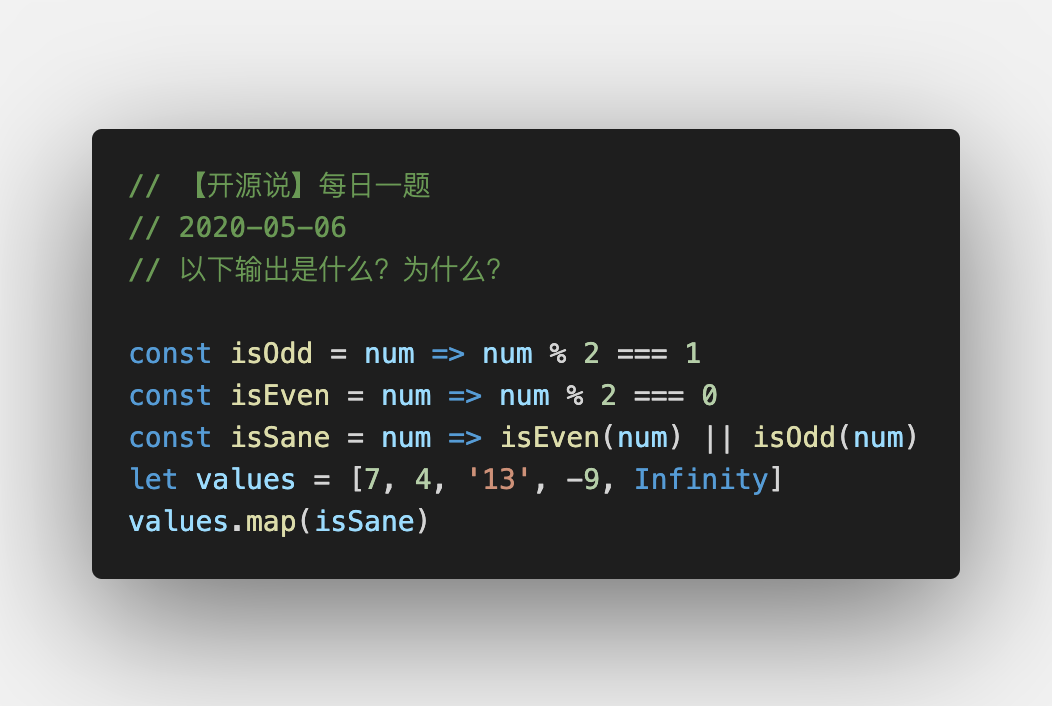 // 【开源说】每日一题
// 2020-05-06
// 以下输出是什么？为什么？
const isOdd = num => num % 2 === 1
const isEven = num => num % 2 === 0
const isSane = num => isEven(num) || isOdd(num)
let values = [7, 4, '13', -9, Infinity]
values.map(isSane)